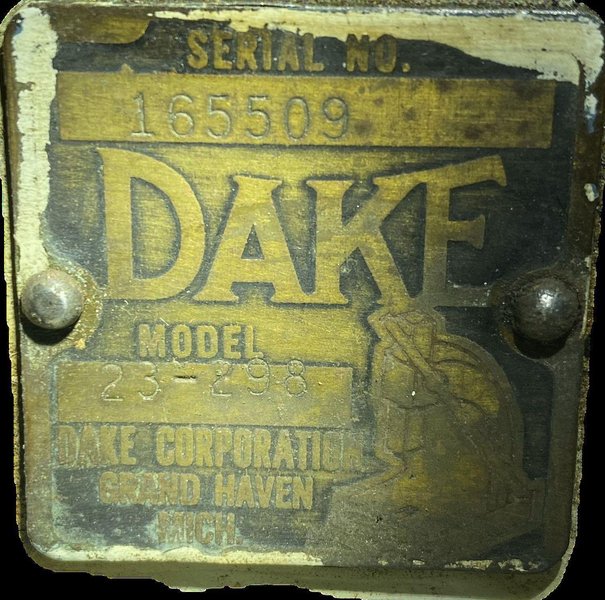 SERIAL NO.
165509
DAKE
MODEL
23-298
DAKE CORPORATION
GRAND HAVEN
MICH.